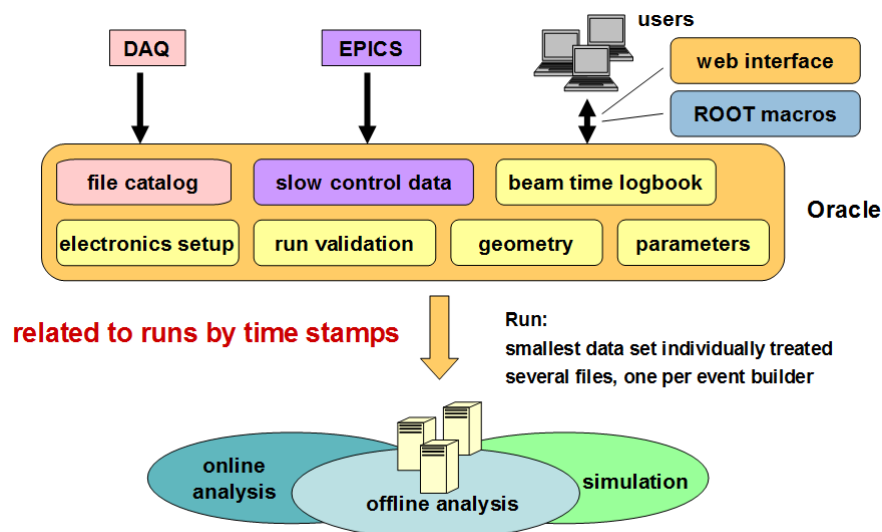 DAQ
EPICS
users
web interface
ROOT macros
file catalog
slow control data
beam time logbook
electronics setup
run validation
geometry
parameters
Oracle
related to runs by time stamps
Run:
smallest data set individually treated
several files, one per event builder
online
analysis
offline analysis
simulation